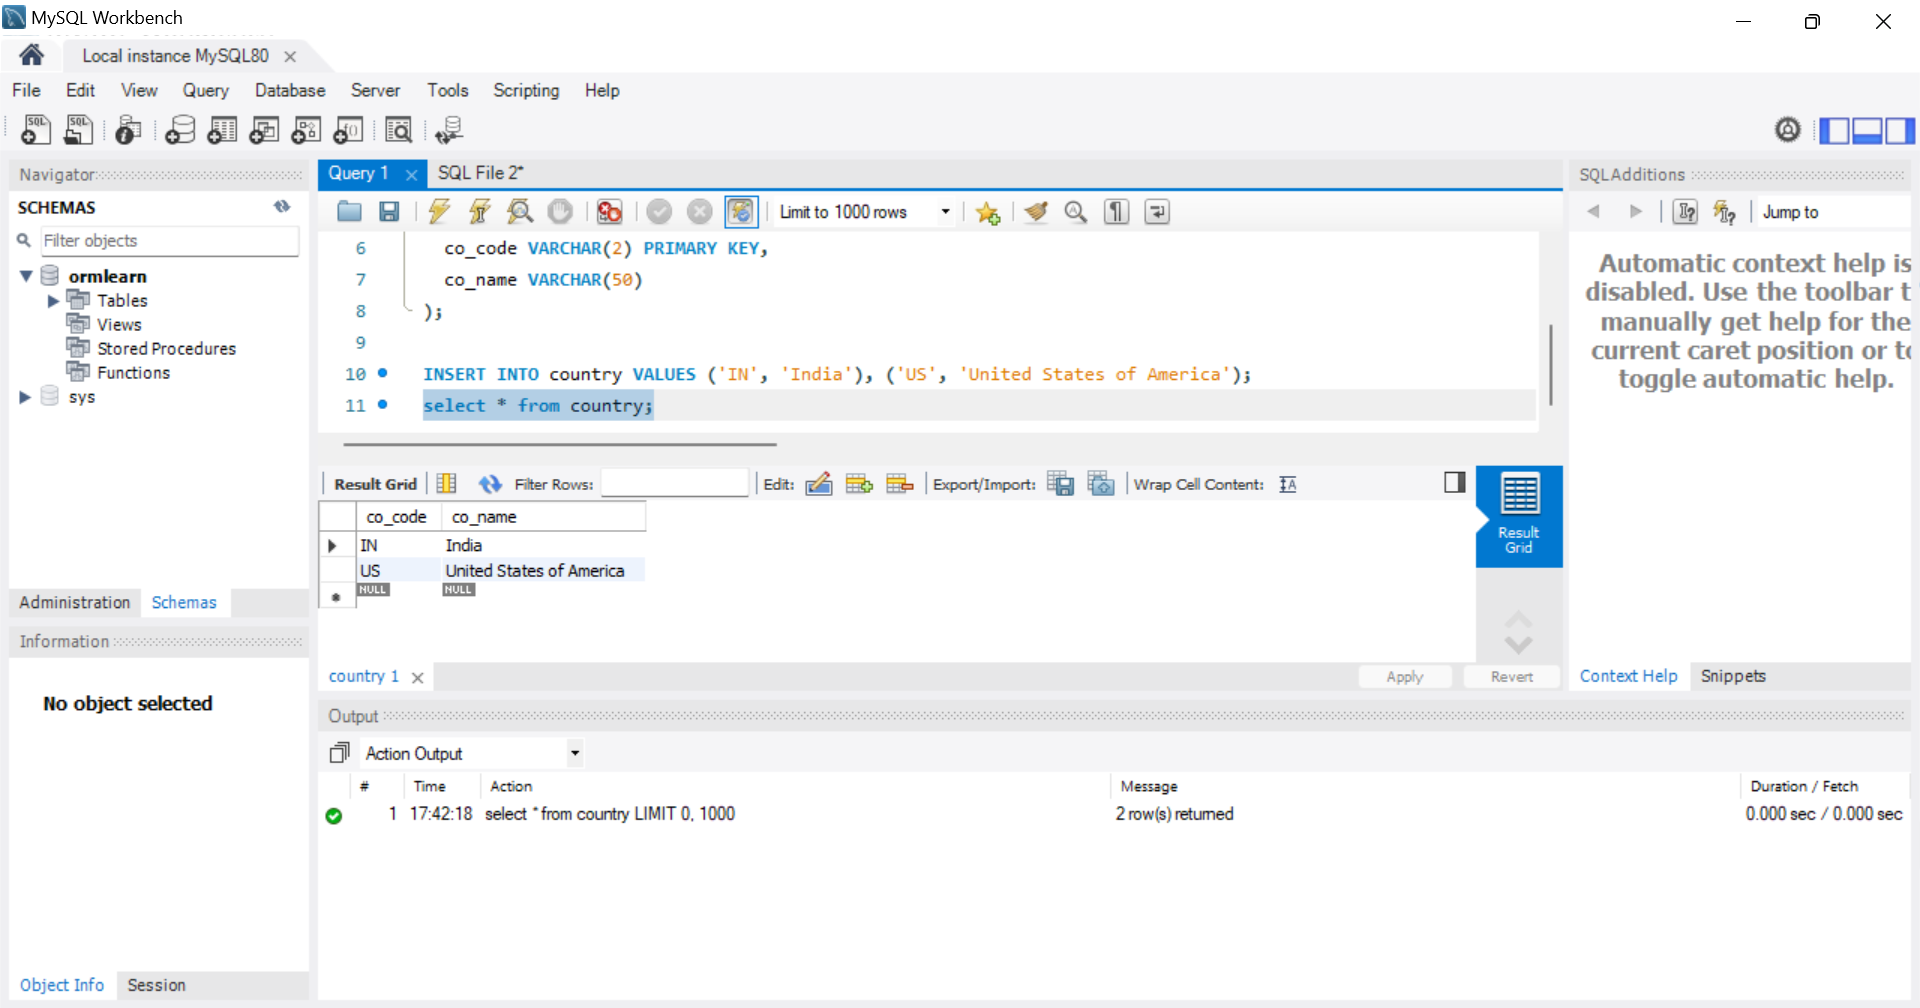 MySQL Workbench
Local instance MySQL80
File Edit View Query Database Server Tools Scripting Help
Navigator
SCHEMAS
Filter objects
ormlearn
Tables
Views
Stored Procedures
Functions
sys
Administration Schemas
Information
No object selected
Object Info Session
Query 1 SQL File 2*
Limit to 1000 rows
6 co_code VARCHAR(2) PRIMARY KEY,
7 co_name VARCHAR(50)
8 );
9
10 INSERT INTO country VALUES ('IN', 'India'), ('US', 'United States of America');
11 select * from country;
Result Grid Filter Rows: Edit: Export/Import: Wrap Cell Content:
co_code co_name
IN India
US United States of America
NULL NULL
Result
Grid
country 1 Apply Revert
Output
Action Output
# Time Action Message Duration / Fetch
1 17:42:18 select * from country LIMIT 0, 1000 2 row(s) returned 0.000 sec / 0.000 sec
SQLAdditions
Jump to
Automatic context help is
disabled. Use the toolbar t
manually get help for the
current caret position or to
toggle automatic help.
Context Help Snippets